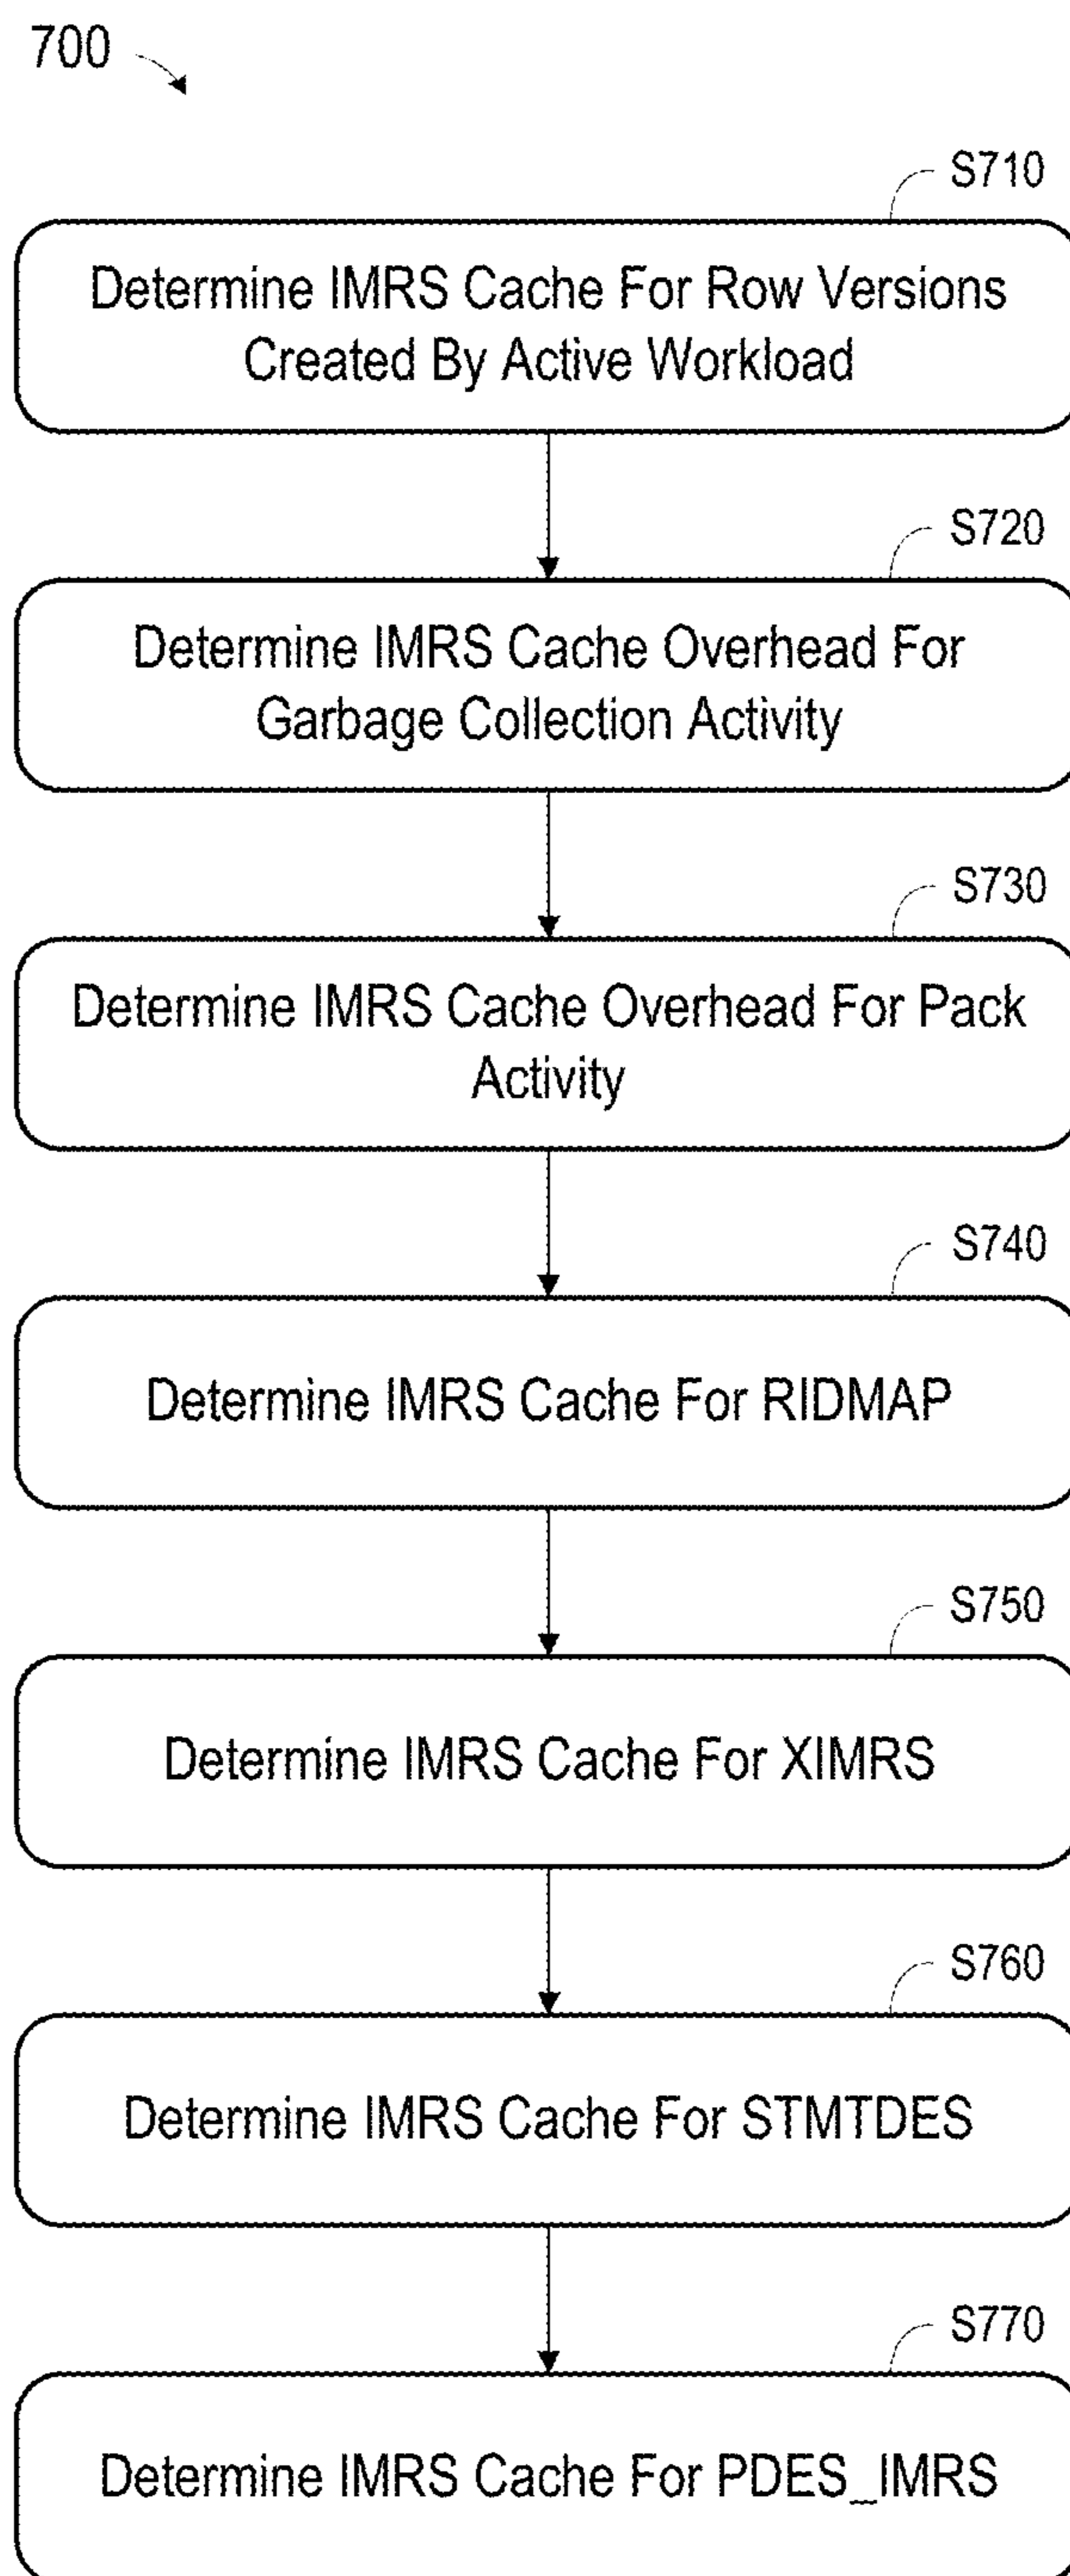 700
S710
Determine IMRS Cache For Row Versions
Created By Active Workload
S720
Determine IMRS Cache Overhead For
Garbage Collection Activity
S730
Determine IMRS Cache Overhead For Pack
Activity
S740
Determine IMRS Cache For RIDMAP
S750
Determine IMRS Cache For XIMRS
S760
Determine IMRS Cache For STMTDES
S770
Determine IMRS Cache For PDES_IMRS